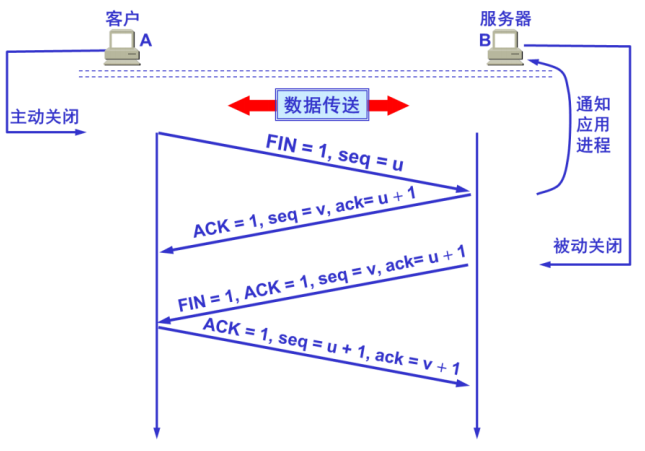 客户
A
服务器
B
主动关闭
数据传送
通知
应用
进程
FIN = 1, seq = u
ACK = 1, seq = v, ack= u + 1
被动关闭
FIN = 1, ACK = 1, seq = v, ack= u + 1
ACK = 1, seq = u + 1, ack = v + 1